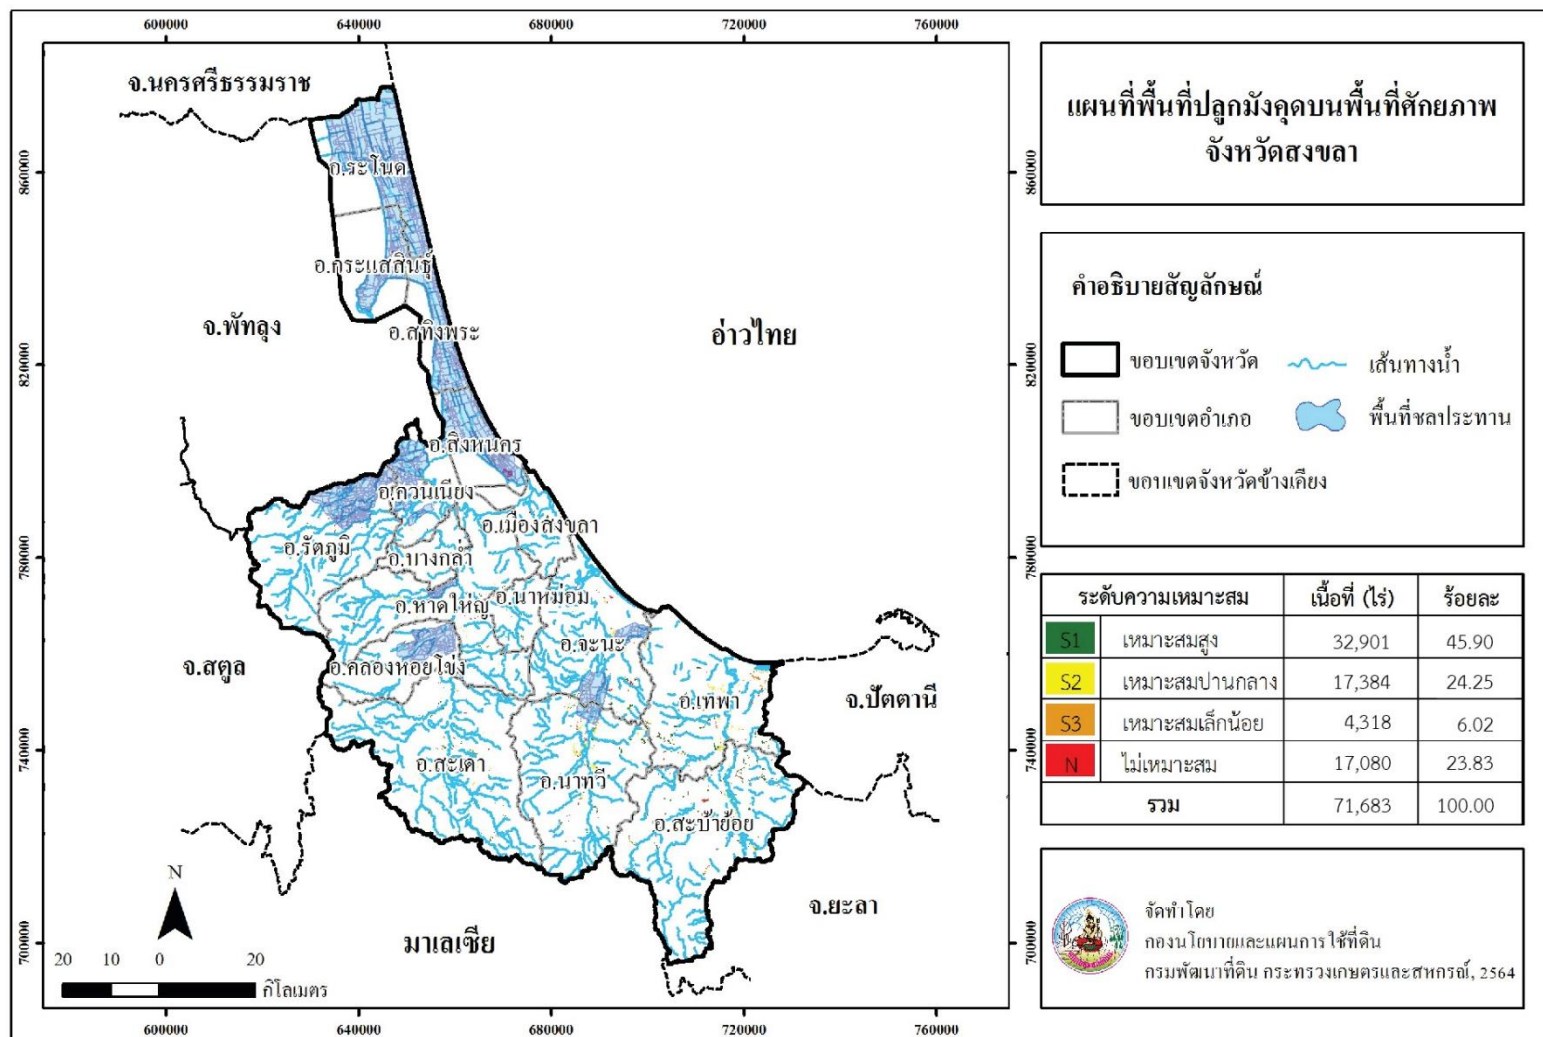 600000 640000 680000 720000 760000
จ.นครศรีธรรมราช
อ.ระโนด
อ.กระแสสินธุ์
จ.พัทลุง
อ.สทิงพระ
อ่าวไทย
อ.สิงหนคร
อ.ควนเนียง
อ.เมืองสงขลา
อ.รัตภูมิ
อ.บางกล่ำ
อ.หาดใหญ่
อ.นาหม่อม
อ.จะนะ
จ.สตูล
อ.คลองหอยโข่ง
อ.เทพา
จ.ปัตตานี
อ.สะเดา
อ.นาทวี
อ.สะบ้าย้อย
จ.ยะลา
มาเลเซีย
N
20 10 0 20
กิโลเมตร
860000
820000
780000
740000
700000
860000
820000
780000
740000
700000
600000 640000 680000 720000 760000
แผนที่พื้นที่ปลูกมังคุดบนพื้นที่ศักยภาพ
จังหวัดสงขลา
คำอธิบายสัญลักษณ์
ขอบเขตจังหวัด เส้นทางน้ำ
ขอบเขตอำเภอ พื้นที่ชลประทาน
ขอบเขตจังหวัดข้างเคียง
ระดับความเหมาะสม เนื้อที่ (ไร่) ร้อยละ
S1 เหมาะสมสูง 32,901 45.90
S2 เหมาะสมปานกลาง 17,384 24.25
S3 เหมาะสมเล็กน้อย 4,318 6.02
N ไม่เหมาะสม 17,080 23.83
รวม 71,683 100.00
จัดทำโดย
กองนโยบายและแผนการใช้ที่ดิน
กรมพัฒนาที่ดิน กระทรวงเกษตรและสหกรณ์, 2564